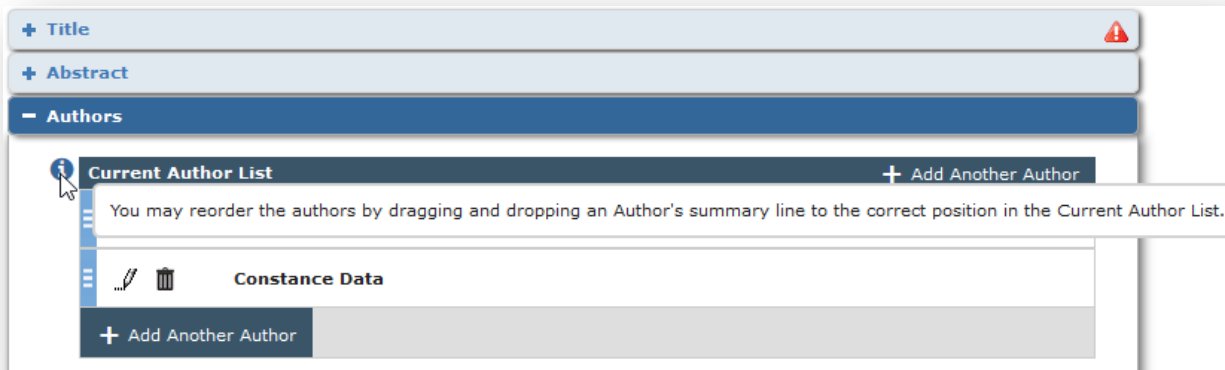 + Title
+ Abstract
− Authors
Current Author List + Add Another Author
You may reorder the authors by dragging and dropping an Author's summary line to the correct position in the Current Author List.
Constance Data
+ Add Another Author